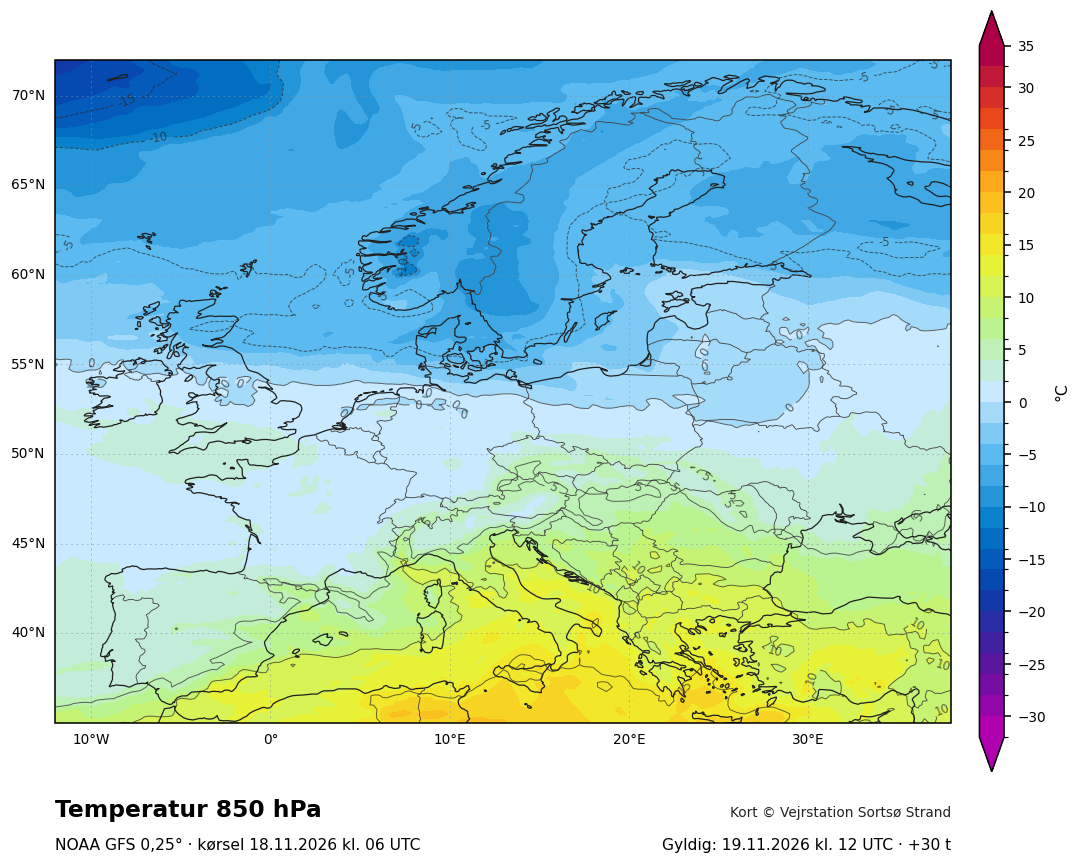 70°N
65°N
60°N
55°N
50°N
45°N
40°N
10°W 0° 10°E 20°E 30°E
35
30
25
20
15
10
5
0
−5
−10
−15
−20
−25
−30
°C
Temperatur 850 hPa
Kort © Vejrstation Sortsø Strand
NOAA GFS 0,25° · kørsel 18.11.2026 kl. 06 UTC
Gyldig: 19.11.2026 kl. 12 UTC · +30 t